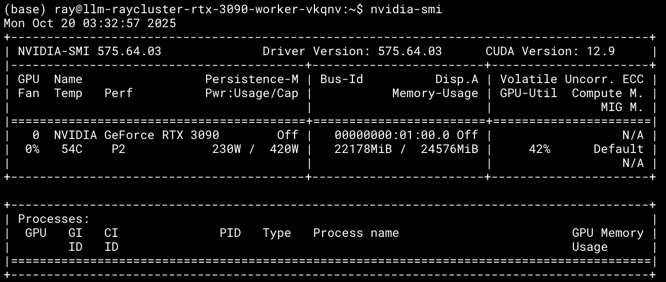 (base) ray@llm-raycluster-rtx-3090-worker-vkqnv:~$ nvidia-smi
Mon Oct 20 03:32:57 2025
+-----------------------------------------------------------------------------------------+
| NVIDIA-SMI 575.64.03              Driver Version: 575.64.03      CUDA Version: 12.9     |
|-----------------------------------------+------------------------+----------------------+
| GPU  Name                 Persistence-M | Bus-Id          Disp.A | Volatile Uncorr. ECC |
| Fan  Temp   Perf          Pwr:Usage/Cap |           Memory-Usage | GPU-Util  Compute M. |
|                                         |                        |               MIG M. |
|=========================================+========================+======================|
|   0  NVIDIA GeForce RTX 3090        Off |   00000000:01:00.0 Off |                  N/A |
|  0%   54C    P2            230W /  420W |   22178MiB /  24576MiB |     42%      Default |
|                                         |                        |                  N/A |
+-----------------------------------------+------------------------+----------------------+

+-----------------------------------------------------------------------------------------+
| Processes:                                                                              |
|  GPU   GI   CI              PID   Type   Process name                        GPU Memory |
|        ID   ID                                                               Usage      |
|=========================================================================================|
+-----------------------------------------------------------------------------------------+